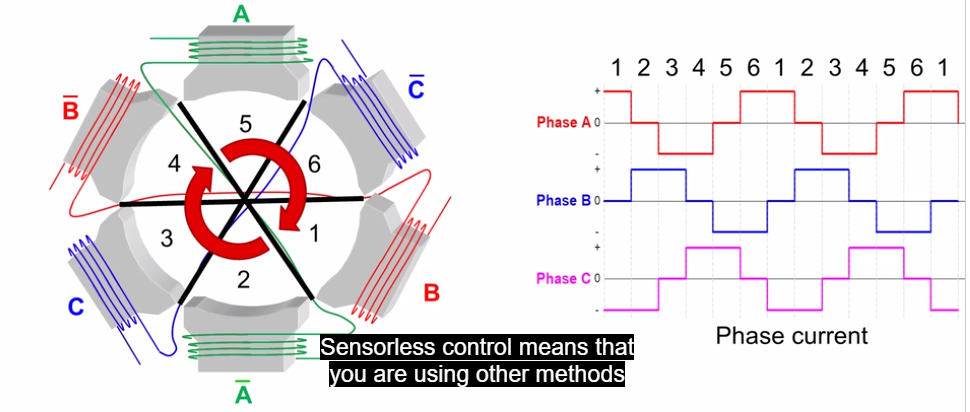 A
B̅
C̅
5
4
6
3
1
2
C
B
A̅
1 2 3 4 5 6 1 2 3 4 5 6 1
+
Phase A 0
-
+
Phase B 0
-
+
Phase C 0
-
Phase current
Sensorless control means that
you are using other methods